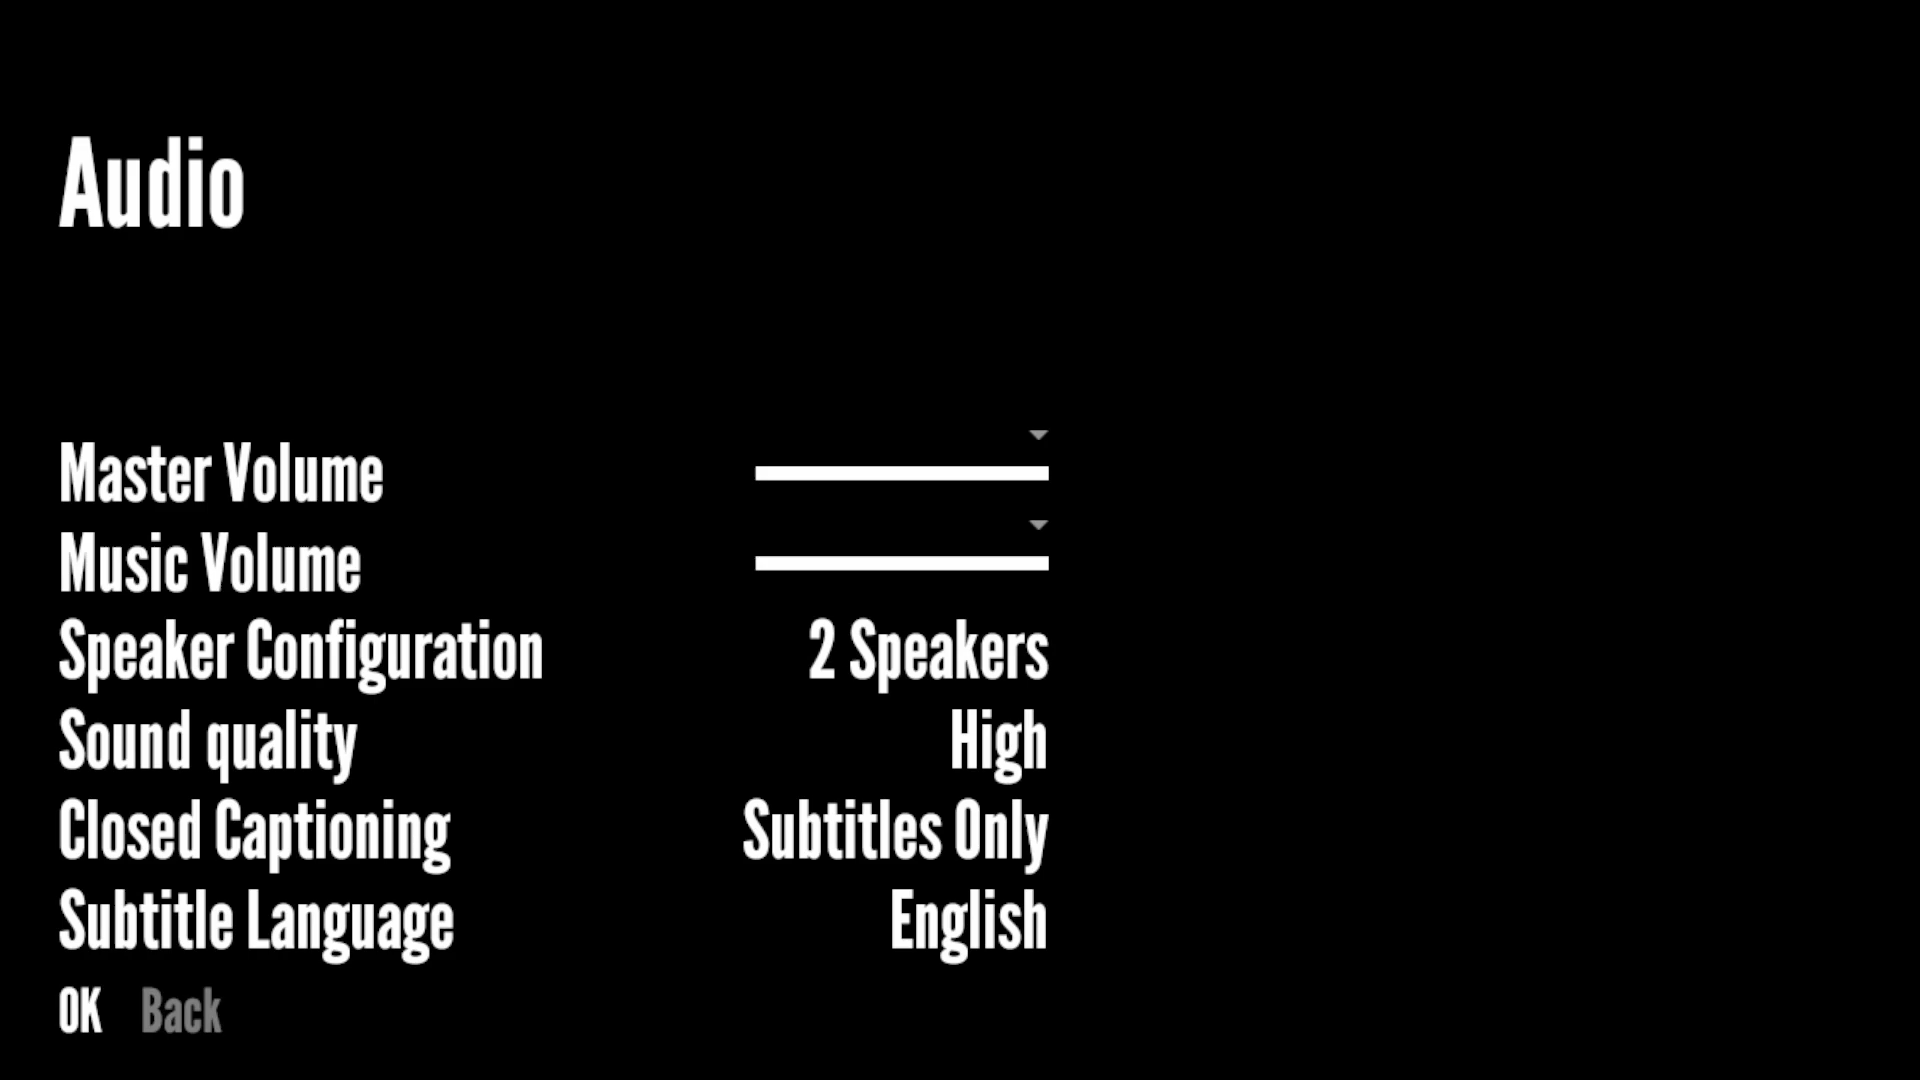 Audio
Master Volume
Music Volume
Speaker Configuration 2 Speakers
Sound quality High
Closed Captioning Subtitles Only
Subtitle Language English
OK Back